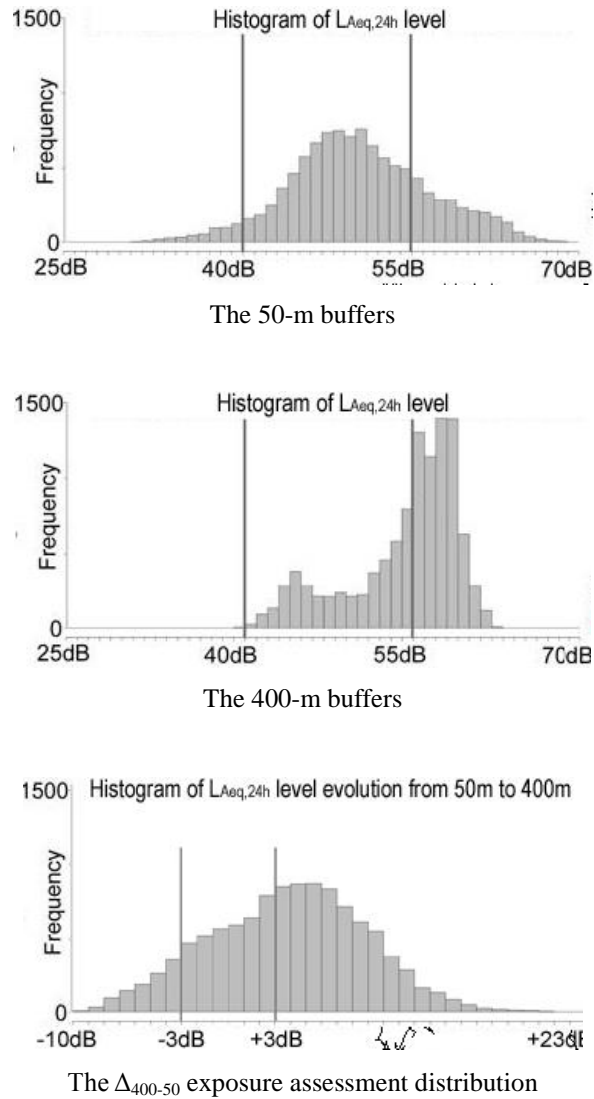 1500
Histogram of LAeq,24h level
Frequency
0
25dB 40dB 55dB 70dB
The 50-m buffers
1500
Histogram of LAeq,24h level
Frequency
0
25dB 40dB 55dB 70dB
The 400-m buffers
1500
Histogram of LAeq,24h level evolution from 50m to 400m
Frequency
0
-10dB -3dB +3dB +23dB
The Δ400-50 exposure assessment distribution